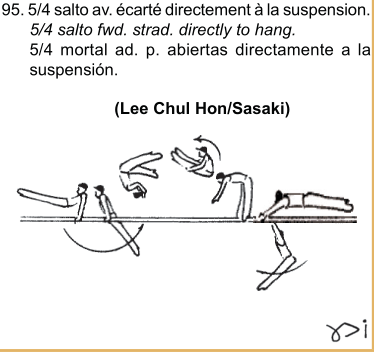 95. 5/4 salto av. écarté directement à la suspension.
5/4 salto fwd. strad. directly to hang.
5/4 mortal ad. p. abiertas directamente a la
suspensión.
(Lee Chul Hon/Sasaki)